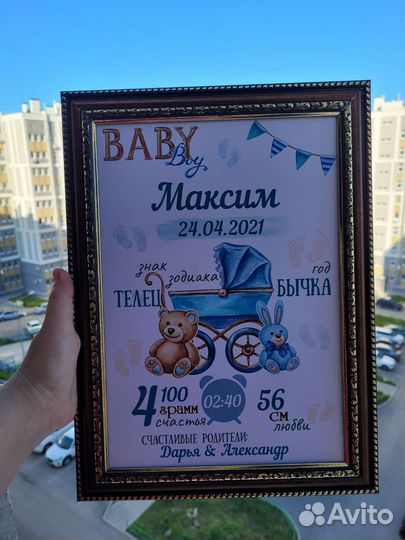 BABY
Boy
Максим
24.04.2021
знак зодиака
год
ТЕЛЕЦ
БЫЧКА
4100 грамм счастья
02:40
56 см любви
СЧАСТЛИВЫЕ РОДИТЕЛИ:
Дарья & Александр
Avito